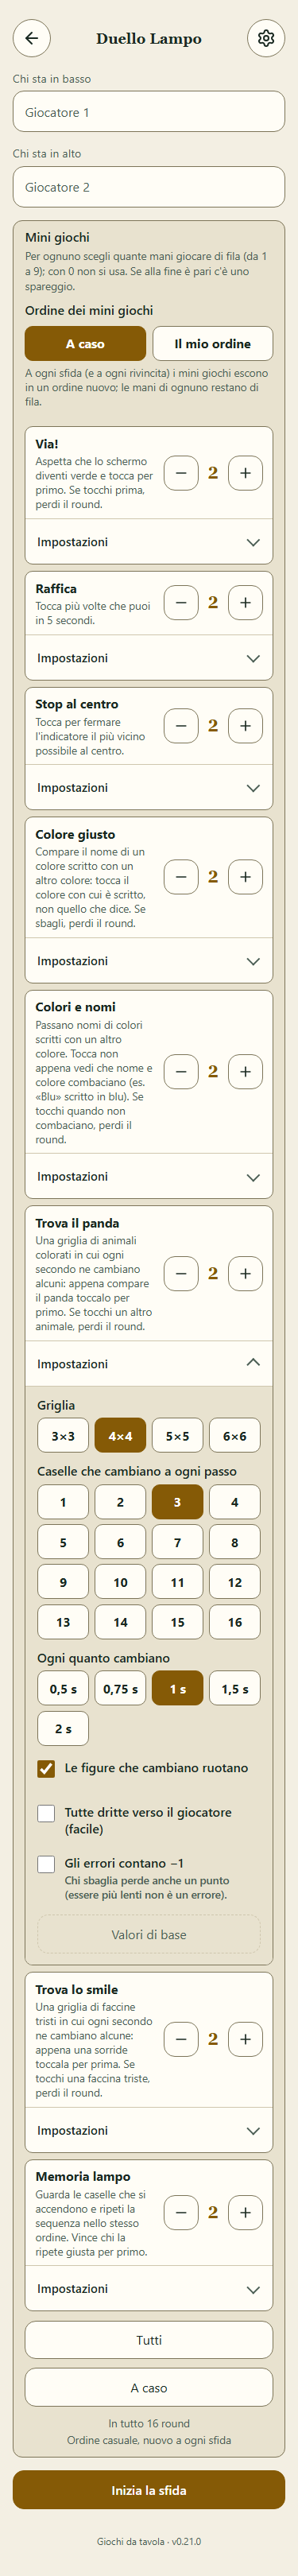 Duello Lampo
Chi sta in basso
Giocatore 1
Chi sta in alto
Giocatore 2
Mini giochi
Per ognuno scegli quante mani giocare di fila (da 1
a 9); con 0 non si usa. Se alla fine è pari c'è uno
spareggio.
Ordine dei mini giochi
A caso
Il mio ordine
A ogni sfida (e a ogni rivincita) i mini giochi escono
in un ordine nuovo; le mani di ognuno restano di
fila.
Via!
Aspetta che lo schermo
diventi verde e tocca per
primo. Se tocchi prima,
perdi il round.
− 2 +
Impostazioni
Raffica
Tocca più volte che puoi
in 5 secondi.
− 2 +
Impostazioni
Stop al centro
Tocca per fermare
l'indicatore il più vicino
possibile al centro.
− 2 +
Impostazioni
Colore giusto
Compare il nome di un
colore scritto con un
altro colore: tocca il
colore con cui è scritto,
non quello che dice. Se
sbagli, perdi il round.
− 2 +
Impostazioni
Colori e nomi
Passano nomi di colori
scritti con un altro
colore. Tocca non
appena vedi che nome e
colore combaciano (es.
«Blu» scritto in blu). Se
tocchi quando non
combaciano, perdi il
round.
− 2 +
Impostazioni
Trova il panda
Una griglia di animali
colorati in cui ogni
secondo ne cambiano
alcuni: appena compare
il panda toccalo per
primo. Se tocchi un altro
animale, perdi il round.
− 2 +
Impostazioni
Griglia
3×3 4×4 5×5 6×6
Caselle che cambiano a ogni passo
1 2 3 4
5 6 7 8
9 10 11 12
13 14 15 16
Ogni quanto cambiano
0,5 s 0,75 s 1 s 1,5 s
2 s
Le figure che cambiano ruotano
Tutte dritte verso il giocatore
(facile)
Gli errori contano −1
Chi sbaglia perde anche un punto
(essere più lenti non è un errore).
Valori di base
Trova lo smile
Una griglia di faccine
tristi in cui ogni secondo
ne cambiano alcune:
appena una sorride
toccala per prima. Se
tocchi una faccina triste,
perdi il round.
− 2 +
Impostazioni
Memoria lampo
Guarda le caselle che si
accendono e ripeti la
sequenza nello stesso
ordine. Vince chi la
ripete giusta per primo.
− 2 +
Impostazioni
Tutti
A caso
In tutto 16 round
Ordine casuale, nuovo a ogni sfida
Inizia la sfida
Giochi da tavola · v0.21.0